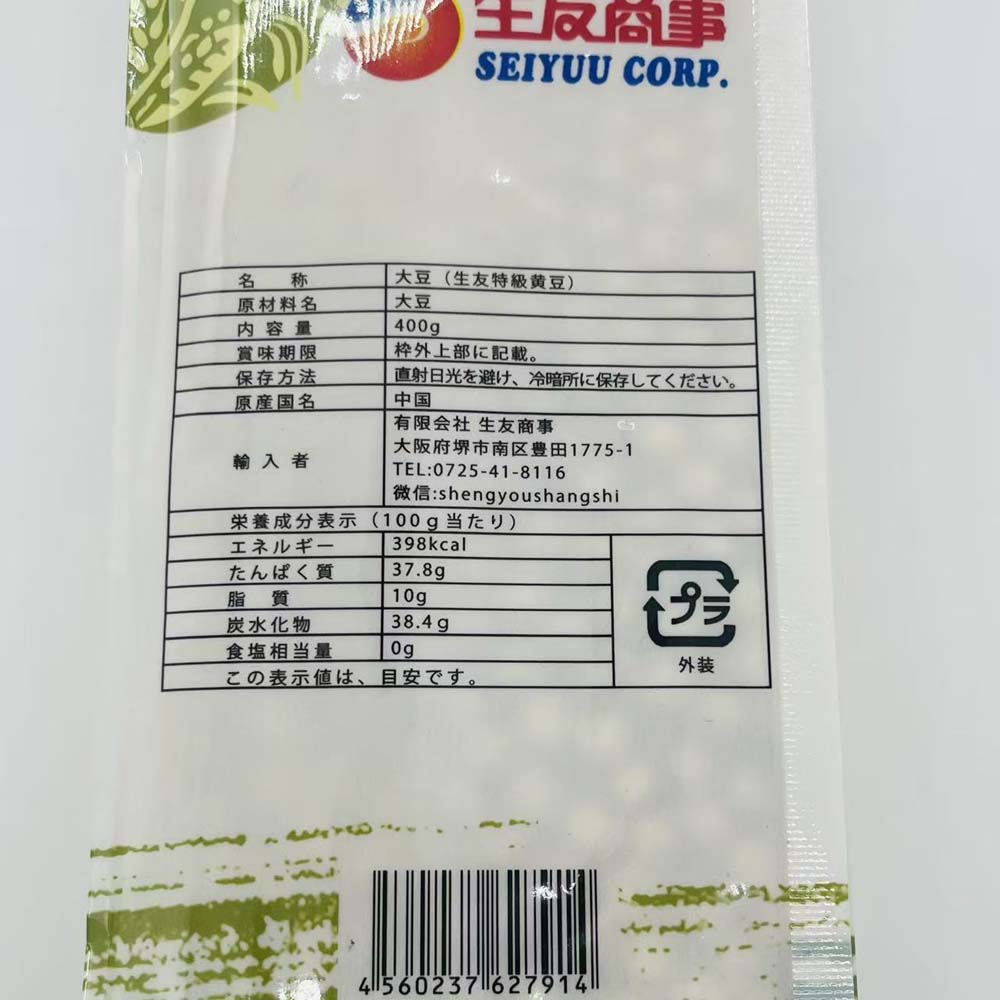 生友商事
SEIYUU CORP.
名 称 大豆（生友特級黄豆）
原材料名 大豆
内容量 400g
賞味期限 枠外上部に記載。
保存方法 直射日光を避け、冷暗所に保存してください。
原産国名 中国
輸入者 有限会社 生友商事
大阪府堺市南区豊田1775-1
TEL:0725-41-8116
微信:shengyoushangshi
栄養成分表示（100g当たり）
エネルギー 398kcal
たんぱく質 37.8g
脂 質 10g
炭水化物 38.4g
食塩相当量 0g
この表示値は、目安です。
プラ
外装
4 560237 627914